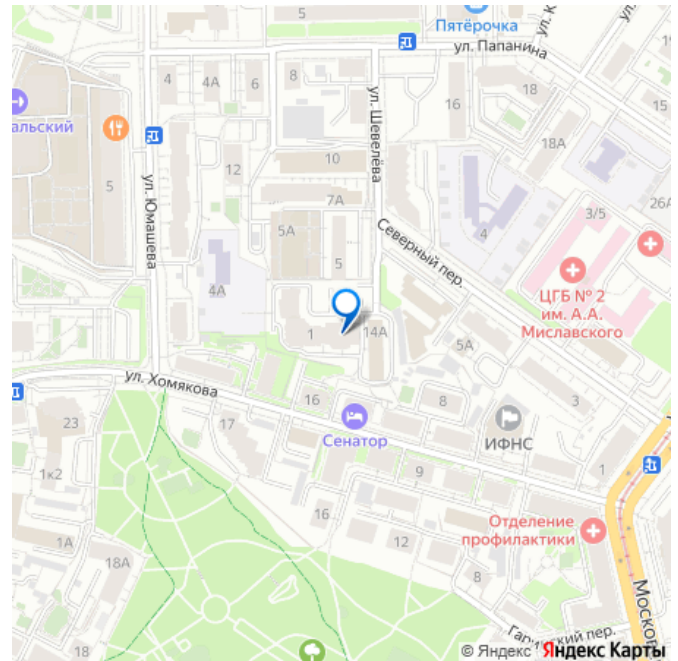 5
Пятёрочка
ул. К
ул. Папанина
4
4А
6
8
16
18
15
альский
5
12
10
ул. Шевелёва
18А
ул. Юмашева
7А
26А
3/5
5А
5
Северный пер.
4
4А
ЦГБ № 2
им. А.А.
Миславского
1
14А
5А
ул. Хомякова
16
8
3
23
17
Сенатор
ИФНС
1к2
9
1
16
Отделение
профилактики
1А
12
18А
8
Москов
Гаринский пер.
© Яндекс Яндекс Карты